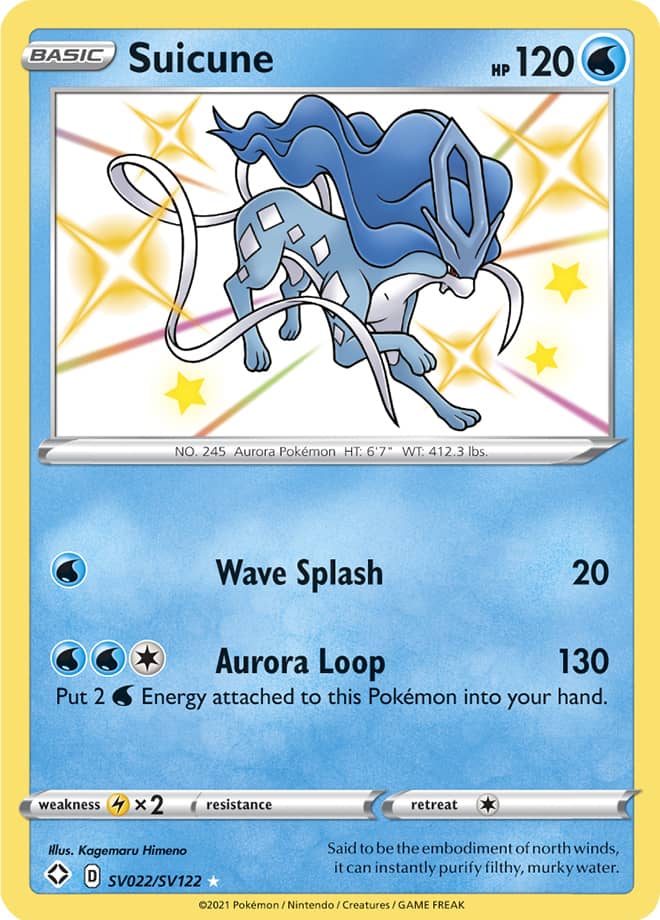 BASIC Suicune HP 120
NO. 245 Aurora Pokémon HT: 6'7" WT: 412.3 lbs.
Wave Splash 20
Aurora Loop 130
Put 2 Energy attached to this Pokémon into your hand.
weakness ×2 resistance retreat
Illus. Kagemaru Himeno
Said to be the embodiment of north winds,
it can instantly purify filthy, murky water.
D SV022/SV122
©2021 Pokémon / Nintendo / Creatures / GAME FREAK